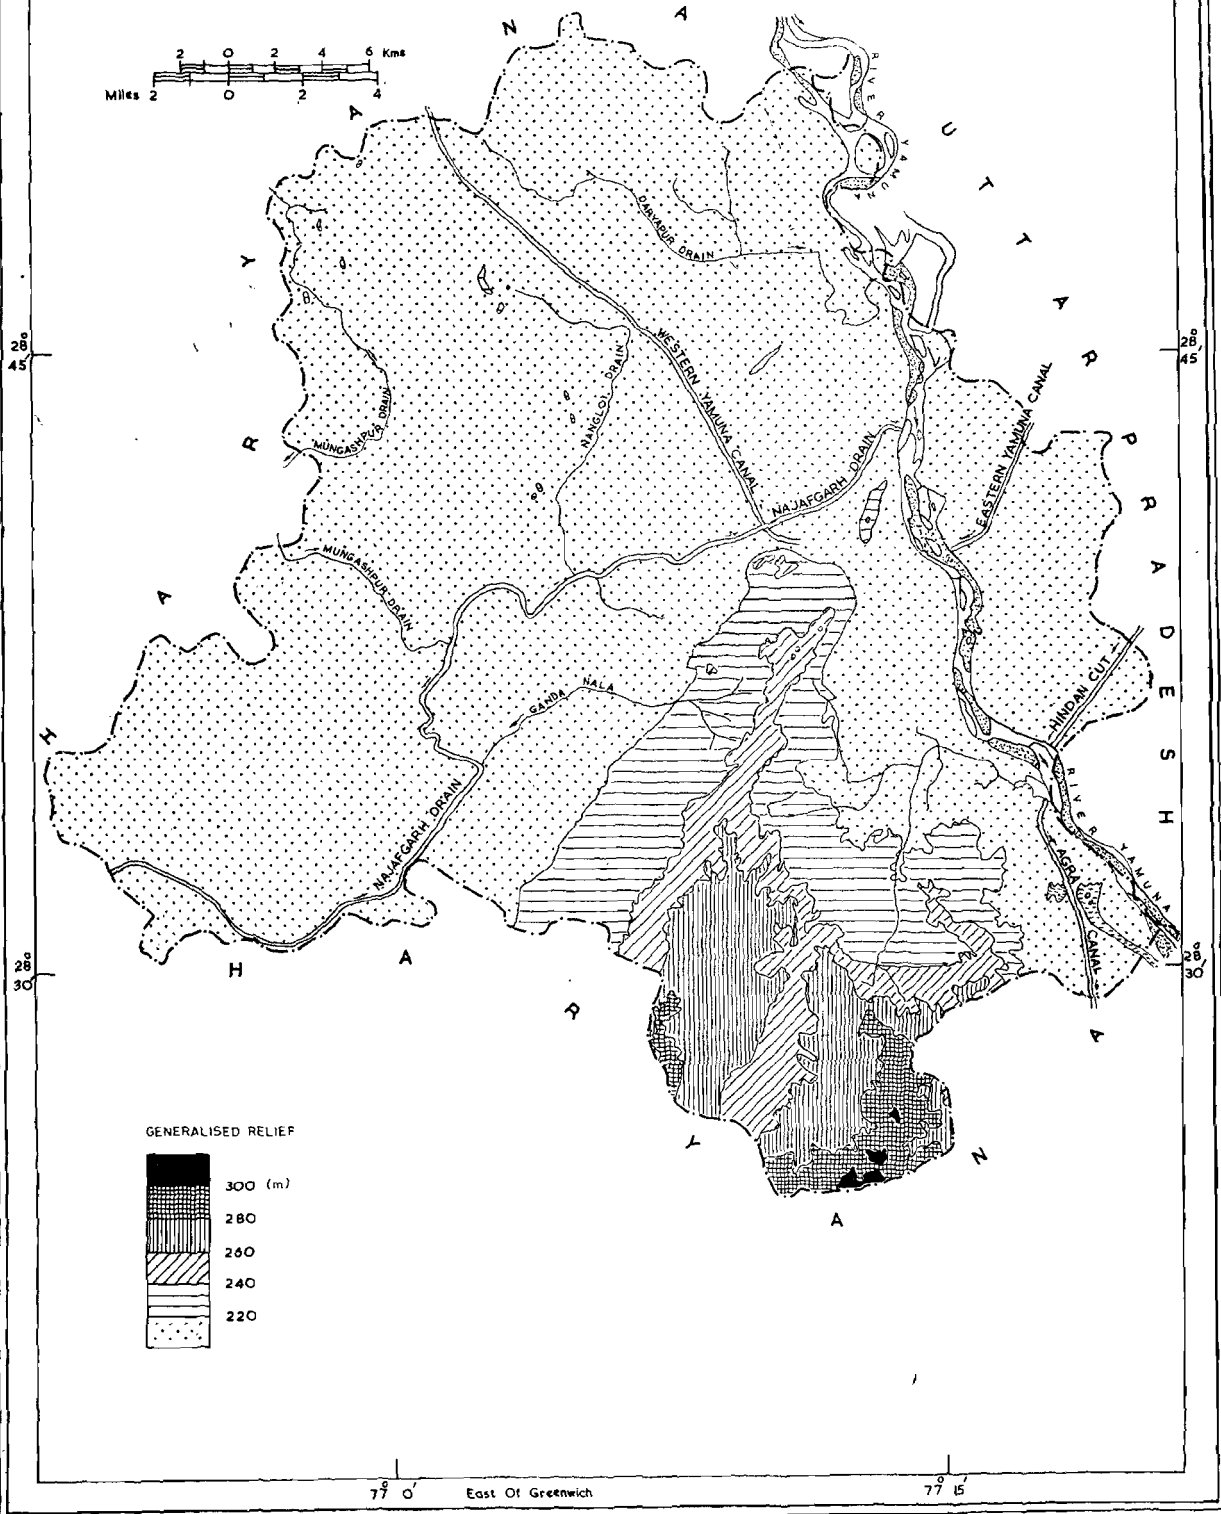 2 0 2 4 6 Kms
Miles 2 0 2 4
H A R Y A N A
U T T A R P R A D E S H
H A R Y A N A
RIVER YAMUNA
DARYAPUR DRAIN
WESTERN YAMUNA CANAL
NANGLOI DRAIN
MUNGASHPUR DRAIN
NAJAFGARH DRAIN
EASTERN YAMUNA CANAL
MUNGASHPUR DRAIN
HINDAN CUT
GANDA NALA
NAJAFGARH DRAIN
RIVER YAMUNA
AGRA CANAL
28° 45'
28° 45'
28° 30'
28° 30'
GENERALISED RELIEF
300 (m)
280
260
240
220
77° 0' East Of Greenwich 77° 15'